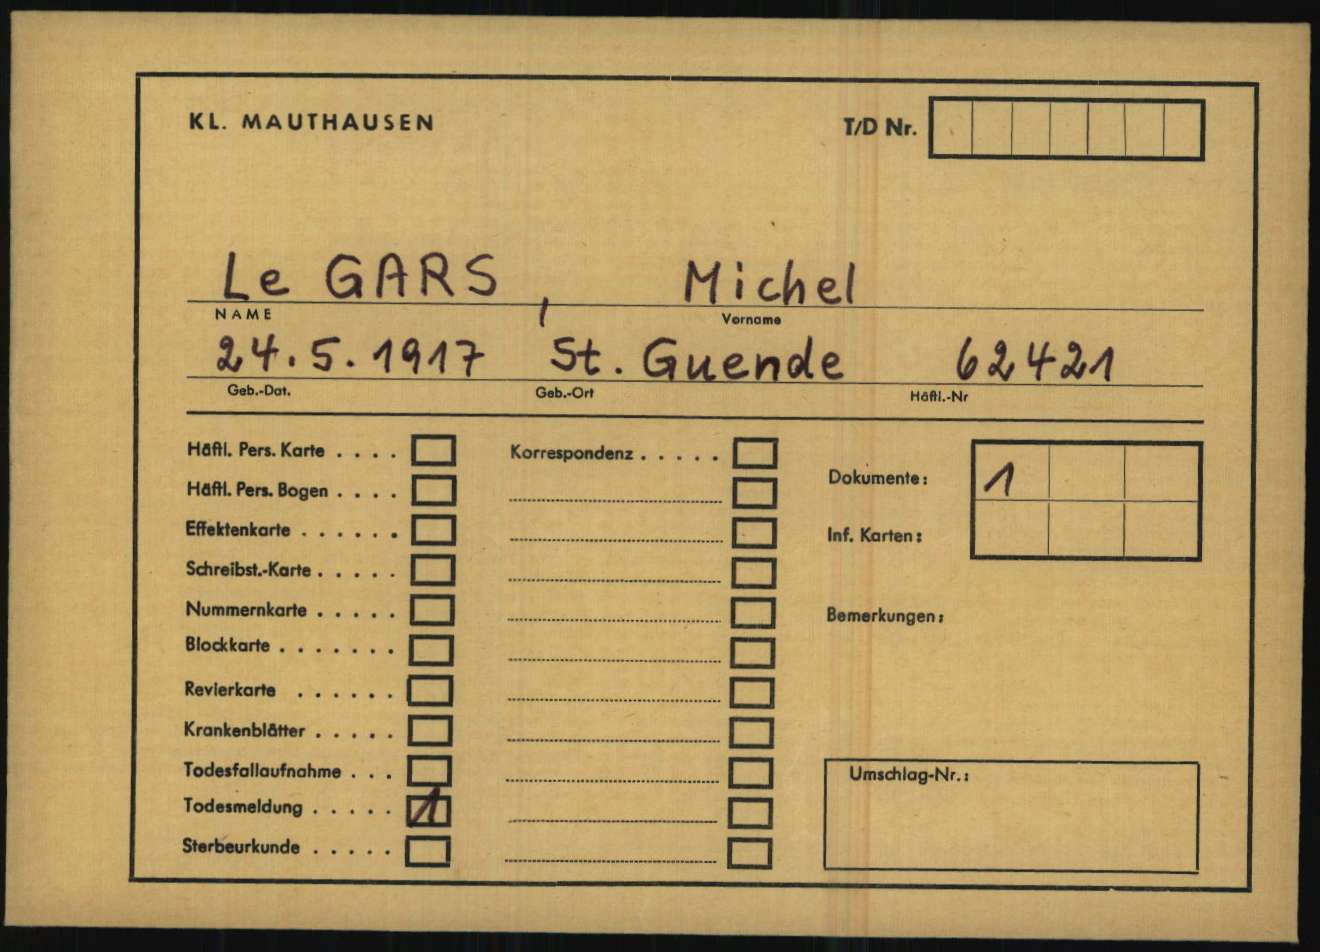 KL. MAUTHAUSEN
T/D Nr.
Le GARS, Michel
NAME Vorname
24.5.1917 St. Guende 62421
Geb.-Dat. Geb.-Ort Häftl.-Nr
Häftl. Pers. Karte . . . .
Häftl. Pers. Bogen . . . .
Effektenkarte . . . . . .
Schreibst.-Karte . . . . .
Nummernkarte . . . . .
Blockkarte . . . . . . .
Revierkarte . . . . . .
Krankenblätter . . . . .
Todesfallaufnahme . . .
Todesmeldung . . . . . 1
Sterbeurkunde . . . . .
Korrespondenz . . . . .
Dokumente: 1
Inf. Karten:
Bemerkungen:
Umschlag-Nr.: